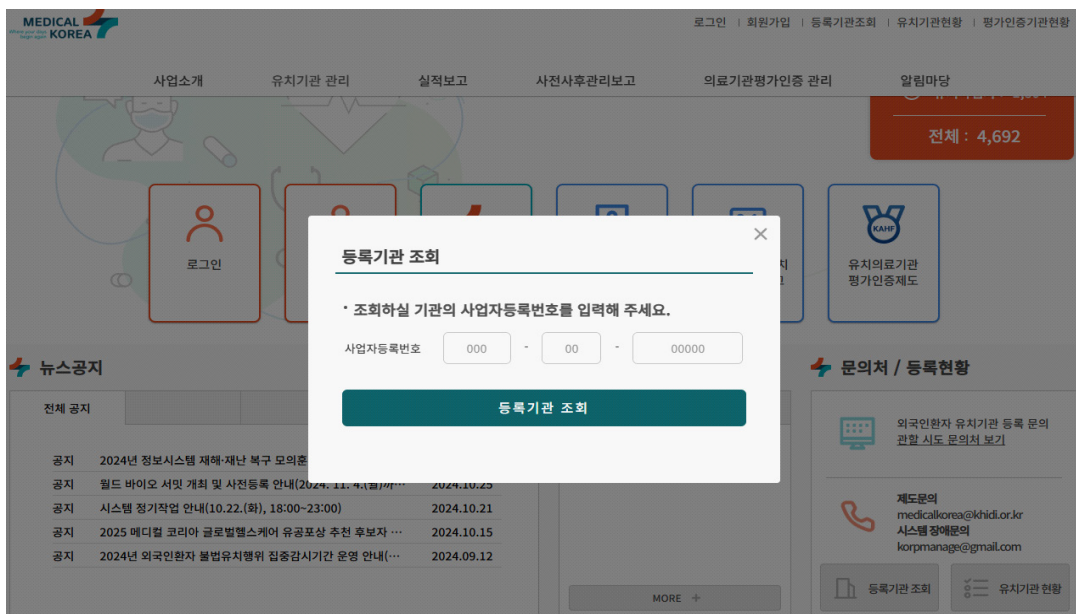 MEDICAL
KOREA
로그인 | 회원가입 | 등록기관조회 | 유치기관현황 | 평가인증기관현황
사업소개 유치기관 관리 실적보고 사전사후관리보고 의료기관평가인증 관리 알림마당
전체 : 4,692
로그인
KAHF
유치의료기관
평가인증제도
등록기관 조회
· 조회하실 기관의 사업자등록번호를 입력해 주세요.
사업자등록번호 000 - 00 - 00000
등록기관 조회
뉴스공지
전체 공지
공지 2024년 정보시스템 재해·재난 복구 모의훈
공지 월드 바이오 서밋 개최 및 사전등록 안내(2024. 11. 4.(월)까··· 2024.10.25
공지 시스템 정기작업 안내(10.22.(화), 18:00~23:00) 2024.10.21
공지 2025 메디컬 코리아 글로벌헬스케어 유공포상 추천 후보자 ··· 2024.10.15
공지 2024년 외국인환자 불법유치행위 집중감시기간 운영 안내(··· 2024.09.12
MORE +
문의처 / 등록현황
외국인환자 유치기관 등록 문의
관할 시도 문의처 보기
제도문의
medicalkorea@khidi.or.kr
시스템 장애문의
korpmanage@gmail.com
등록기관 조회 유치기관 현황